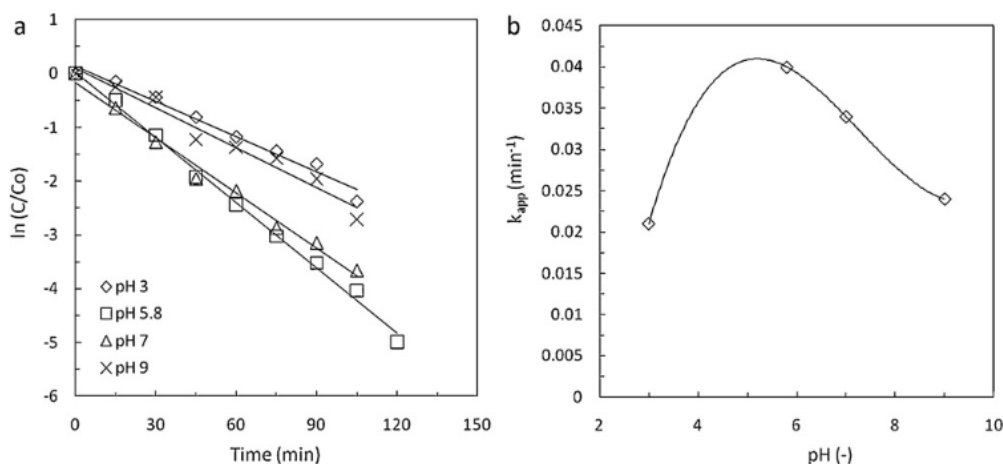 a
1
0
-1
-2
-3
-4
-5
-6
ln (C/Co)
pH 3
pH 5.8
pH 7
pH 9
0 30 60 90 120 150
Time (min)
b
0.045
0.04
0.035
0.03
0.025
0.02
0.015
0.01
0.005
0
kapp (min-1)
2 4 6 8 10
pH (-)